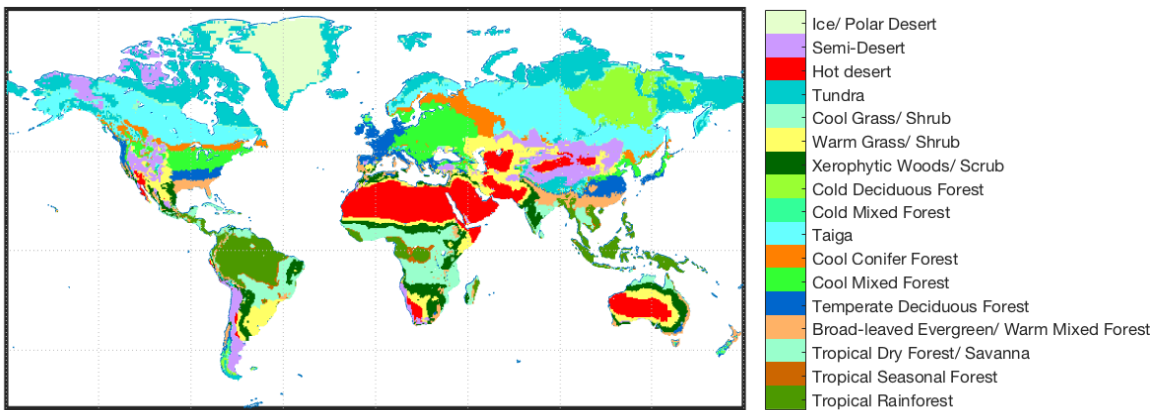 Ice/ Polar Desert
Semi-Desert
Hot desert
Tundra
Cool Grass/ Shrub
Warm Grass/ Shrub
Xerophytic Woods/ Scrub
Cold Deciduous Forest
Cold Mixed Forest
Taiga
Cool Conifer Forest
Cool Mixed Forest
Temperate Deciduous Forest
Broad-leaved Evergreen/ Warm Mixed Forest
Tropical Dry Forest/ Savanna
Tropical Seasonal Forest
Tropical Rainforest